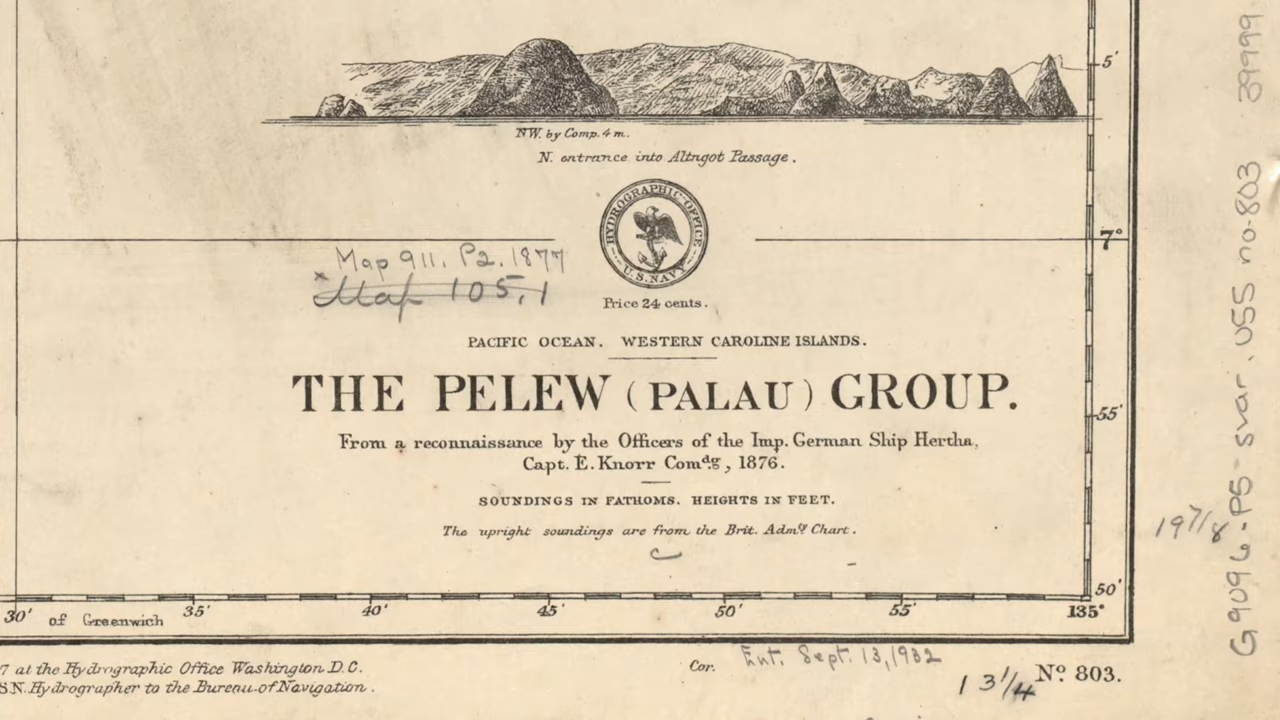 5'
NW. by Comp. 4 m.
N. entrance into Altngot Passage.
HYDROGRAPHIC OFFICE
U.S. NAVY
7°
Map 911. P2. 1877
x
Map 105.1
Price 24 cents.
PACIFIC OCEAN. WESTERN CAROLINE ISLANDS.
THE PELEW (PALAU) GROUP.
From a reconnaissance by the Officers of the Imp. German Ship Hertha,
Capt. E. Knorr Comdg, 1876.
55'
SOUNDINGS IN FATHOMS. HEIGHTS IN FEET.
The upright soundings are from the Brit. Admty Chart.
50'
30' 35' 40' 45' 50' 55' 135°
of Greenwich
7 at the Hydrographic Office Washington D.C.
S.N. Hydrographer to the Bureau of Navigation.
Cor. Ent. Sept. 13, 1932
13 1/4 No. 803.
19 7/8
G9096.P5 svar. USS no. 803 39999